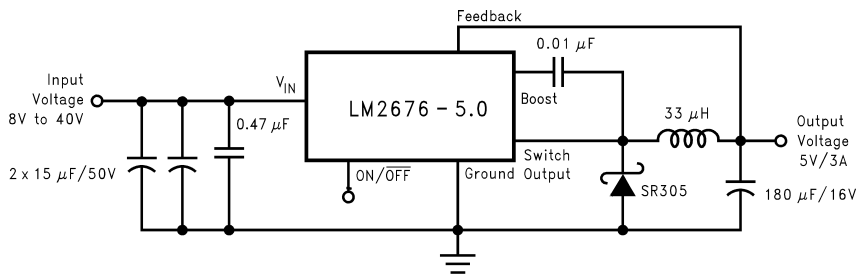 Feedback
0.01 μF
Input
Voltage
8V to 40V
VIN
LM2676 - 5.0
Boost
33 μH
Output
Voltage
5V/3A
0.47 μF
Switch
Output
2 x 15 μF/50V
ON/OFF
Ground
SR305
180 μF/16V